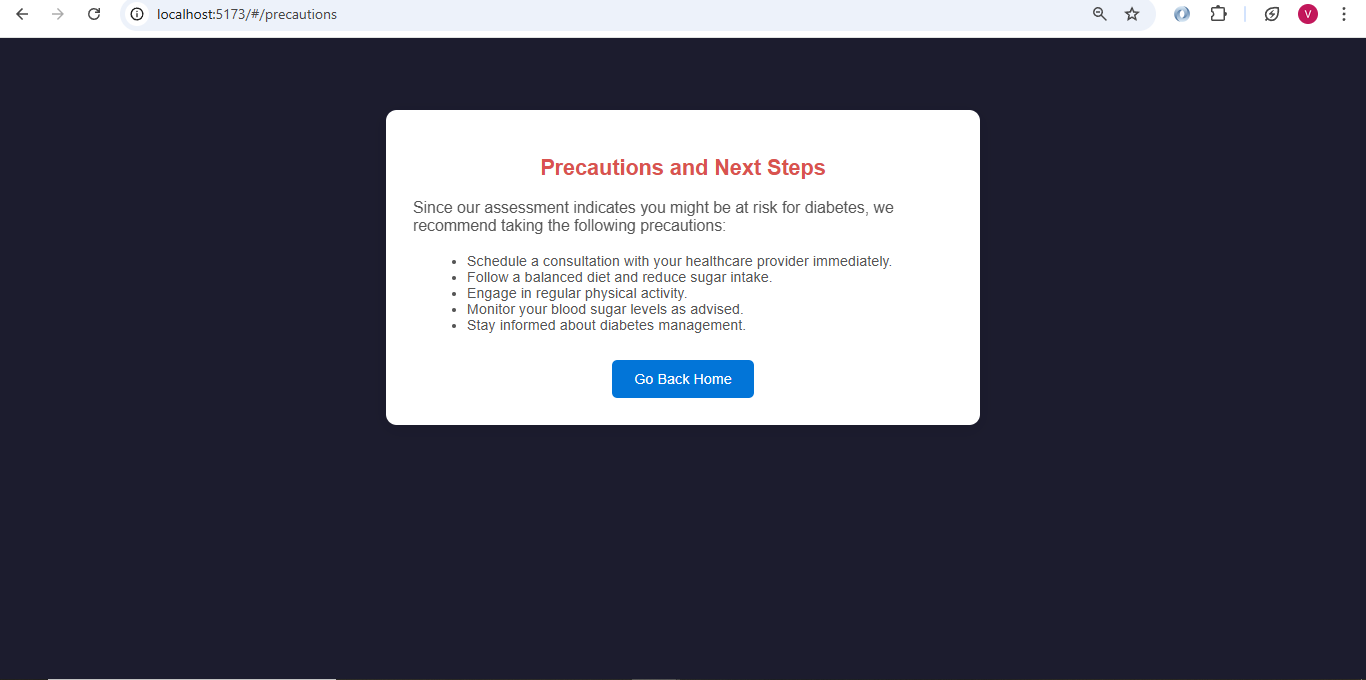 localhost:5173/#/precautions
V
Precautions and Next Steps
Since our assessment indicates you might be at risk for diabetes, we
recommend taking the following precautions:
• Schedule a consultation with your healthcare provider immediately.
• Follow a balanced diet and reduce sugar intake.
• Engage in regular physical activity.
• Monitor your blood sugar levels as advised.
• Stay informed about diabetes management.
Go Back Home